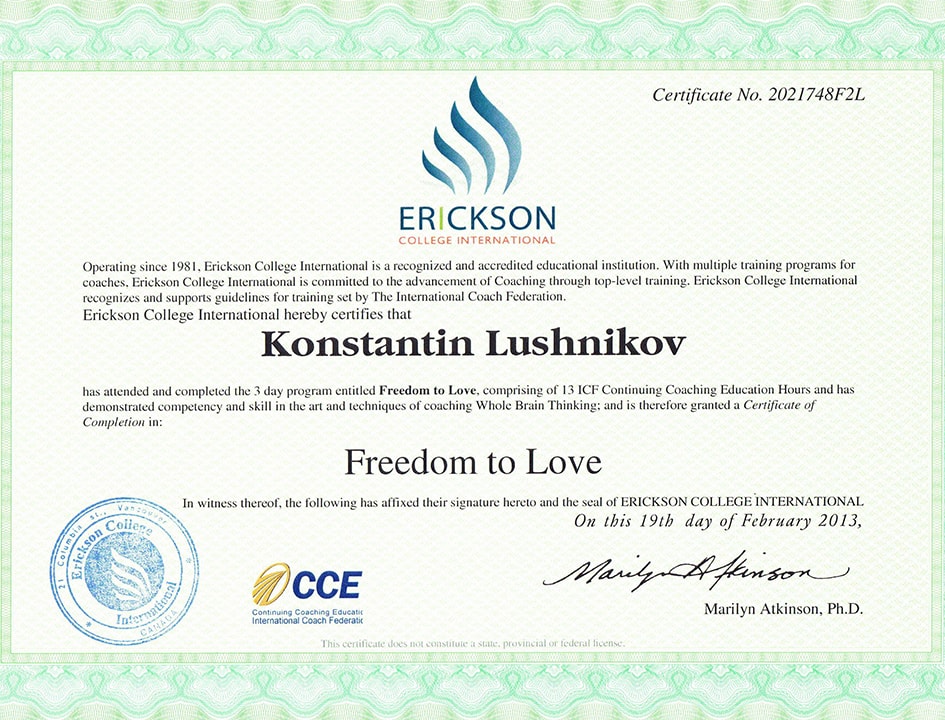 Certificate No. 2021748F2L
ERICKSON
COLLEGE INTERNATIONAL
Operating since 1981, Erickson College International is a recognized and accredited educational institution. With multiple training programs for
coaches, Erickson College International is committed to the advancement of Coaching through top-level training. Erickson College International
recognizes and supports guidelines for training set by The International Coach Federation.
Erickson College International hereby certifies that
Konstantin Lushnikov
has attended and completed the 3 day program entitled Freedom to Love, comprising of 13 ICF Continuing Coaching Education Hours and has
demonstrated competency and skill in the art and techniques of coaching Whole Brain Thinking; and is therefore granted a Certificate of
Completion in:
Freedom to Love
In witness thereof, the following has affixed their signature hereto and the seal of ERICKSON COLLEGE INTERNATIONAL
On this 19th day of February 2013,
21 Columbia st., Vancouver
Erickson College
International
CANADA
CCE
Continuing Coaching Educatic
International Coach Federatic
Marilyn Atkinson
Marilyn Atkinson, Ph.D.
This certificate does not constitute a state, provincial or federal license.